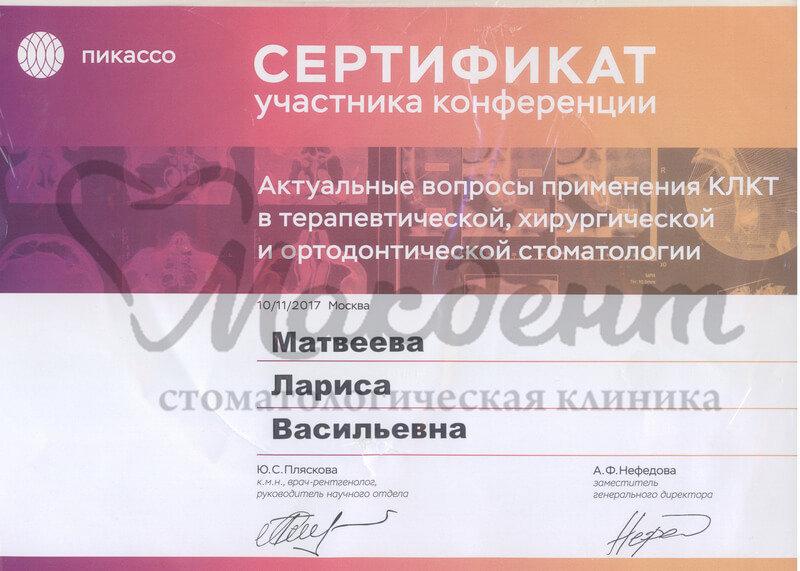 пикассо
СЕРТИФИКАТ
участника конференции
Актуальные вопросы применения КЛКТ
в терапевтической, хирургической
и ортодонтической стоматологии
Макдент
10/11/2017 Москва
Матвеева
Лариса
стоматологическая клиника
Васильевна
Ю.С.Пляскова
к.м.н., врач-рентгенолог,
руководитель научного отдела
А.Ф.Нефедова
заместитель
генерального директора